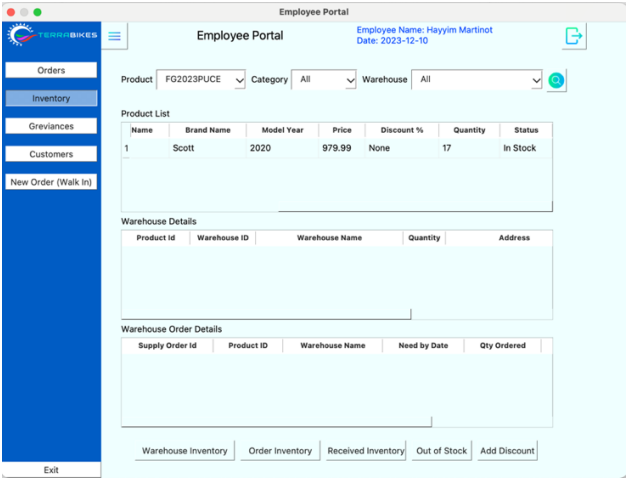 Employee Portal
TERRABIKES
Employee Portal
Employee Name: Hayyim Martinot
Date: 2023-12-10
Orders
Inventory
Greviances
Customers
New Order (Walk In)
Exit
Product FG2023PUCE Category All Warehouse All
Product List
Name Brand Name Model Year Price Discount % Quantity Status
1 Scott 2020 979.99 None 17 In Stock
Warehouse Details
Product Id Warehouse ID Warehouse Name Quantity Address
Warehouse Order Details
Supply Order Id Product ID Warehouse Name Need by Date Qty Ordered
Warehouse Inventory Order Inventory Received Inventory Out of Stock Add Discount